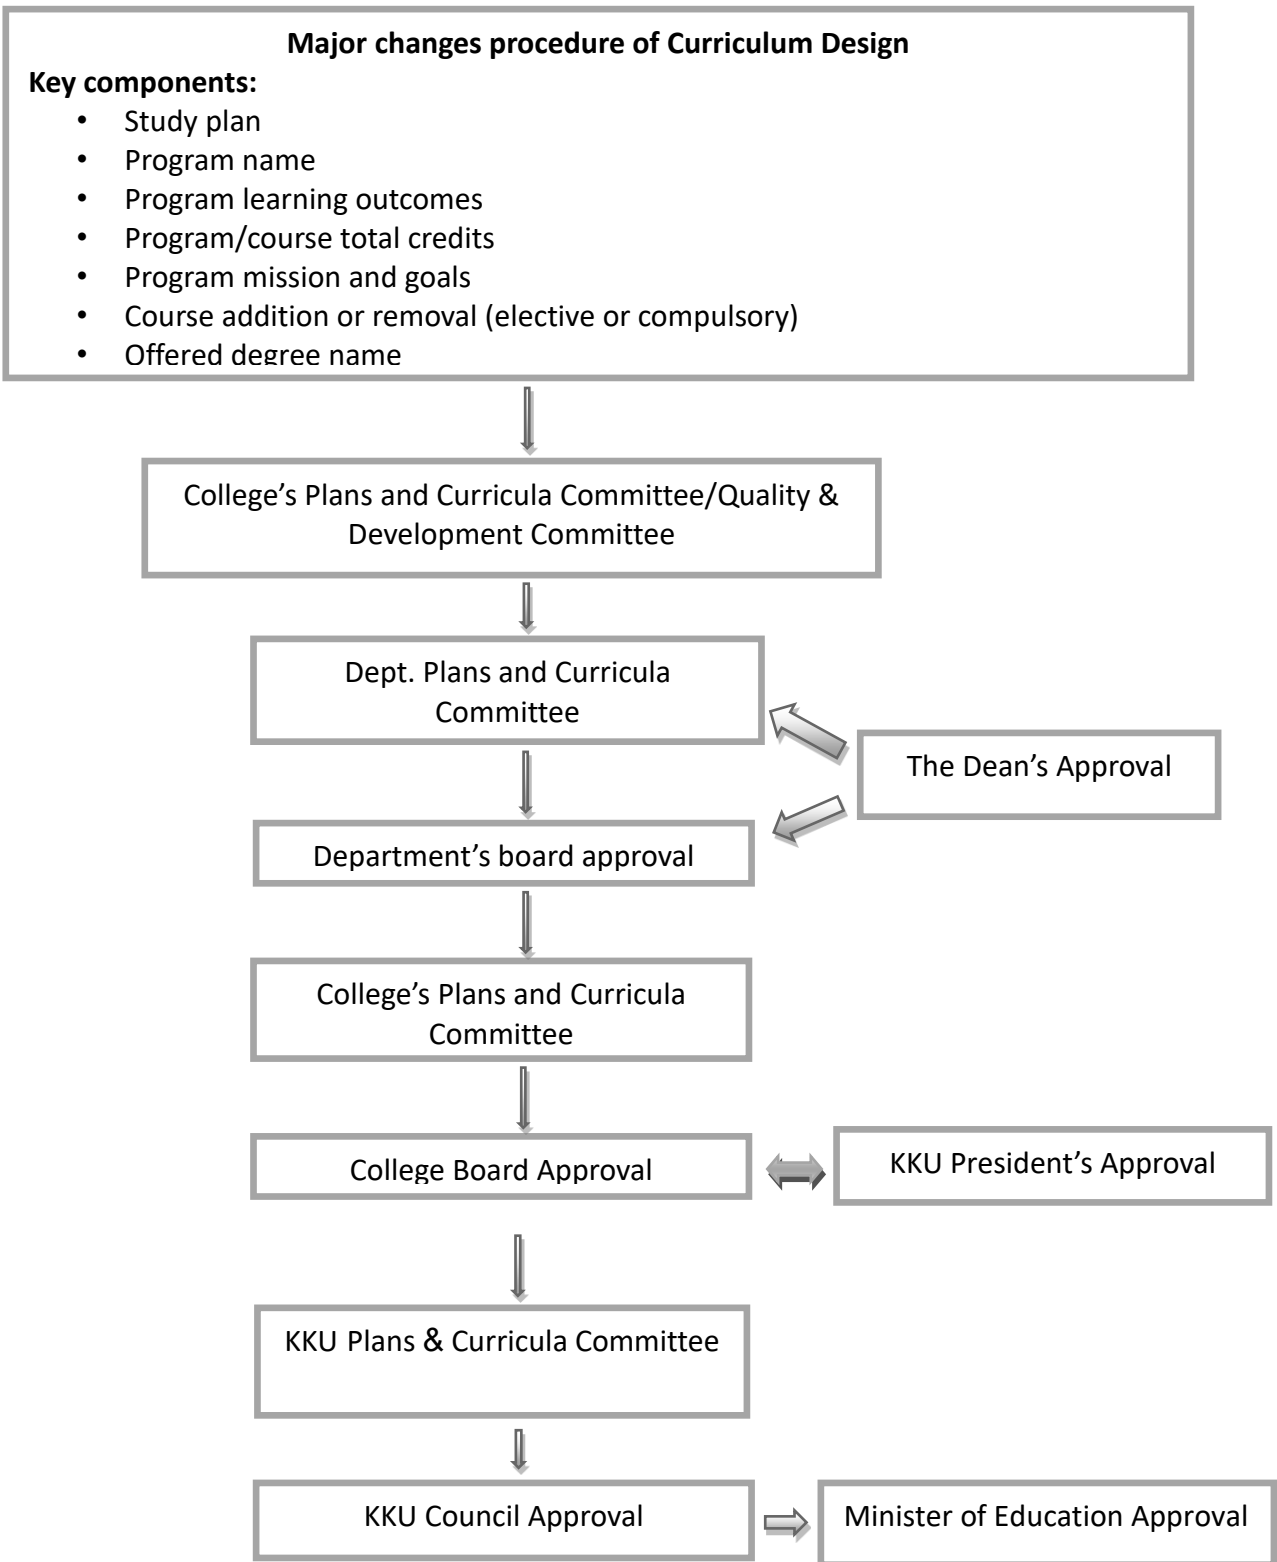 Major changes procedure of Curriculum Design
Key components:
• Study plan
• Program name
• Program learning outcomes
• Program/course total credits
• Program mission and goals
• Course addition or removal (elective or compulsory)
• Offered degree name
College’s Plans and Curricula Committee/Quality &
Development Committee
Dept. Plans and Curricula
Committee
The Dean’s Approval
Department’s board approval
College’s Plans and Curricula
Committee
College Board Approval
KKU President’s Approval
KKU Plans & Curricula Committee
KKU Council Approval
Minister of Education Approval